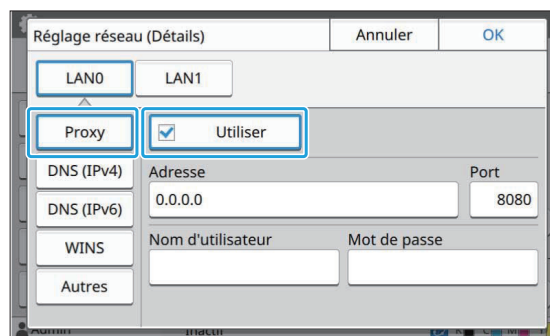 Réglage réseau (Détails) Annuler OK
LAN0 LAN1
Proxy Utiliser
DNS (IPv4) Adresse Port
0.0.0.0 8080
DNS (IPv6)
WINS Nom d'utilisateur Mot de passe
Autres
Admin Inactif